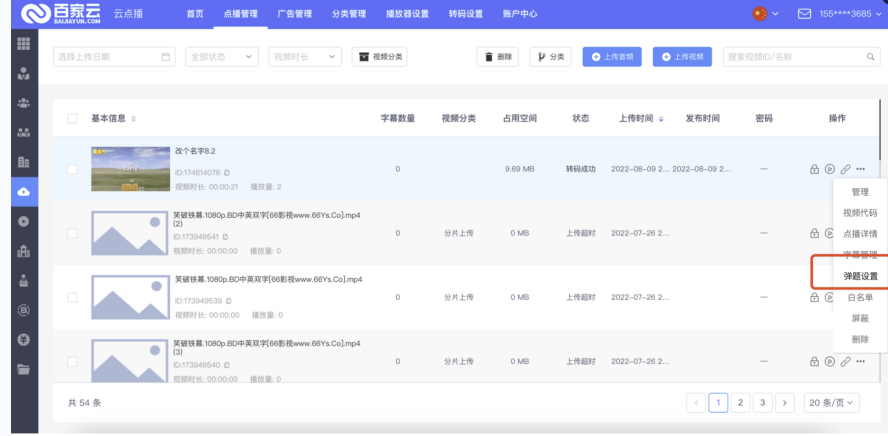 百家云 云点播 首页 点播管理 广告管理 分类管理 播放器设置 转码设置 账户中心 155****3685
BAIJIAYUN.COM
选择上传日期 全部状态 视频时长 视频分类 删除 分类 上传音频 上传视频 搜索视频ID/名称
基本信息 字幕数量 视频分类 占用空间 状态 上传时间 发布时间 密码 操作
改个名字8.2
ID:174814076 0 9.69 MB 转码成功 2022-08-09 2... 2022-08-09 2... —
视频时长: 00:00:21 播放量: 2
管理
视频代码
点播详情
字幕管理
弹题设置
白名单
屏蔽
删除
笑破铁幕.1080p.BD中英双字[66影视www.66Ys.Co].mp4
(2)
ID:173949541 0 分片上传 0 MB 上传超时 2022-07-26 2... —
视频时长: 00:00:00 播放量: 0
笑破铁幕.1080p.BD中英双字[66影视www.66Ys.Co].mp4
ID:173949539 0 分片上传 0 MB 上传超时 2022-07-26 2... —
视频时长: 00:00:00 播放量: 0
笑破铁幕.1080p.BD中英双字[66影视www.66Ys.Co].mp4
(3)
ID:173949540 0 分片上传 0 MB 上传超时 2022-07-26 2... —
视频时长: 00:00:00 播放量: 0
共 54 条 1 2 3 20 条/页